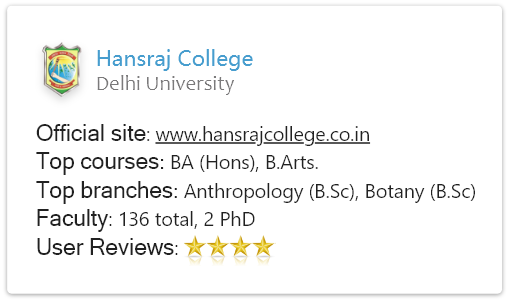 Hansraj College
Delhi University
Official site: www.hansrajcollege.co.in
Top courses: BA (Hons), B.Arts.
Top branches: Anthropology (B.Sc), Botany (B.Sc)
Faculty: 136 total, 2 PhD
User Reviews: